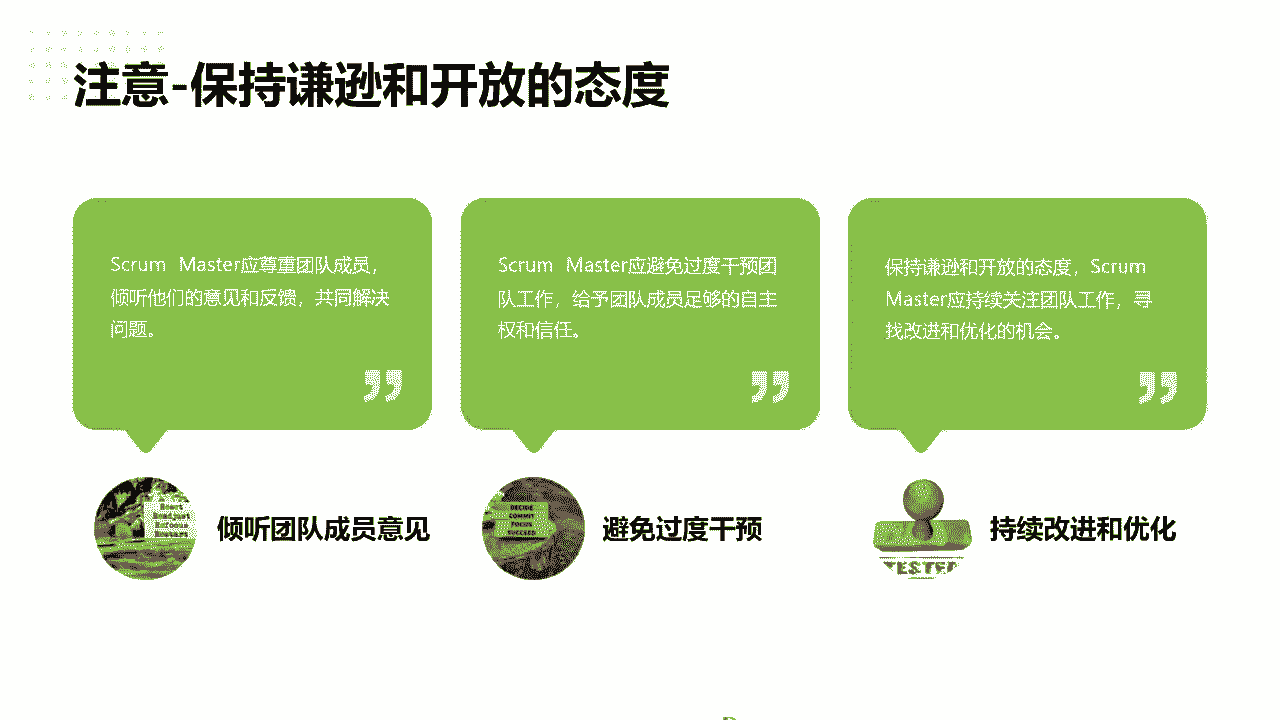 注意-保持谦逊和开放的态度
Scrum Master应尊重团队成员，
倾听他们的意见和反馈，共同解决
问题。
Scrum Master应避免过度干预团
队工作，给予团队成员足够的自主
权和信任。
保持谦逊和开放的态度，Scrum
Master应持续关注团队工作，寻
找改进和优化的机会。
倾听团队成员意见
DECIDE
COMMIT
FOCUS
SUCCEED
避免过度干预
TESTED
持续改进和优化